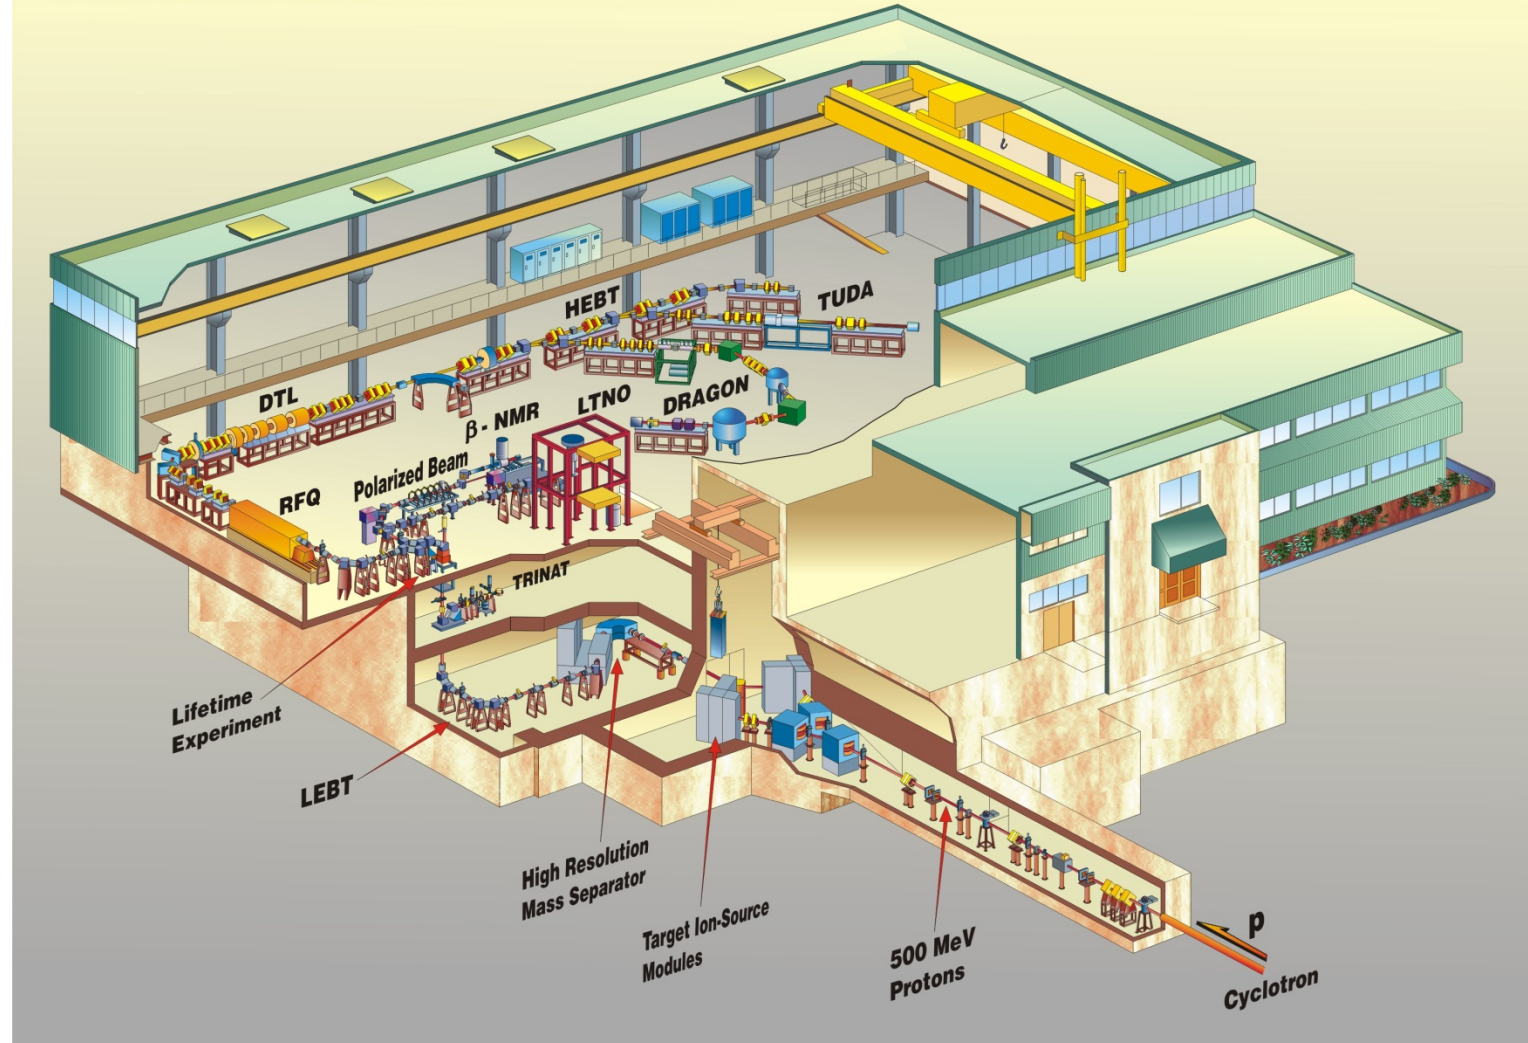 HEBT
TUDA
DTL
LTNO
DRAGON
β - NMR
Polarized Beam
RFQ
TRINAT
Lifetime
Experiment
LEBT
High Resolution
Mass Separator
Target Ion-Source
Modules
500 MeV
Protons
p
Cyclotron